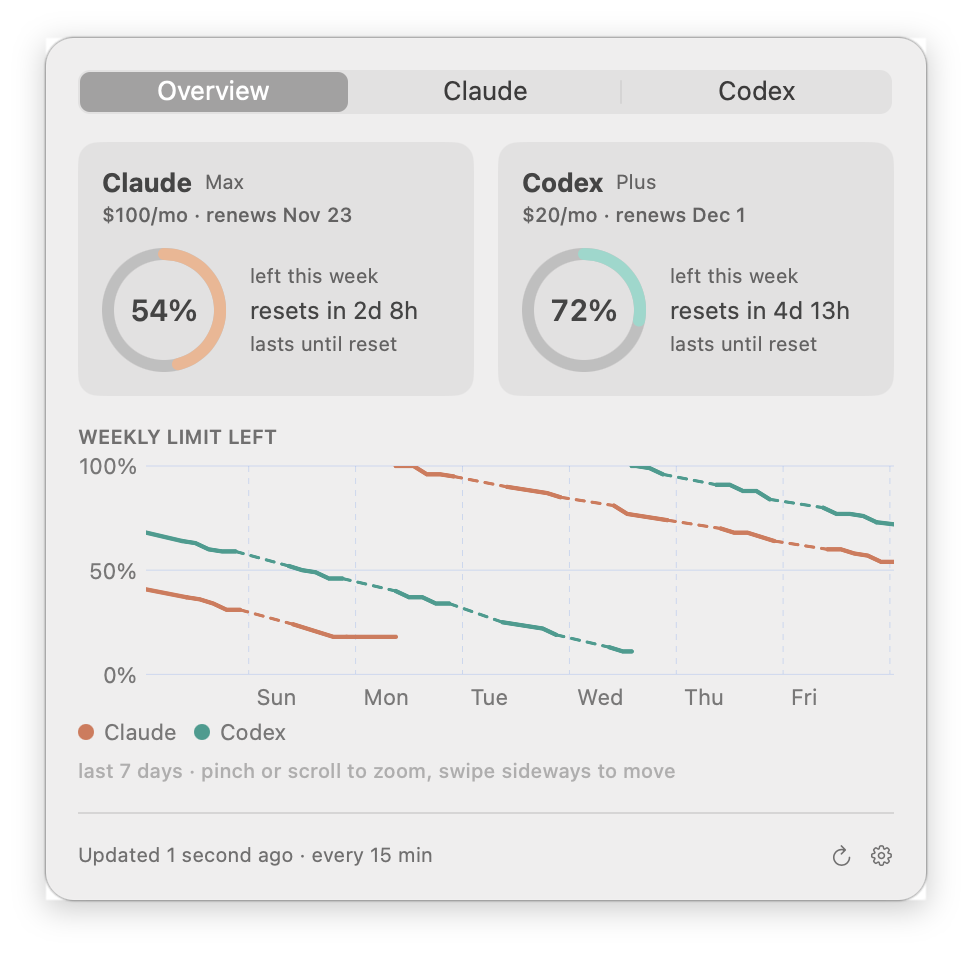 Overview Claude Codex
Claude Max
$100/mo · renews Nov 23
54%
left this week
resets in 2d 8h
lasts until reset
Codex Plus
$20/mo · renews Dec 1
72%
left this week
resets in 4d 13h
lasts until reset
WEEKLY LIMIT LEFT
100%
50%
0%
Sun Mon Tue Wed Thu Fri
Claude Codex
last 7 days · pinch or scroll to zoom, swipe sideways to move
Updated 1 second ago · every 15 min